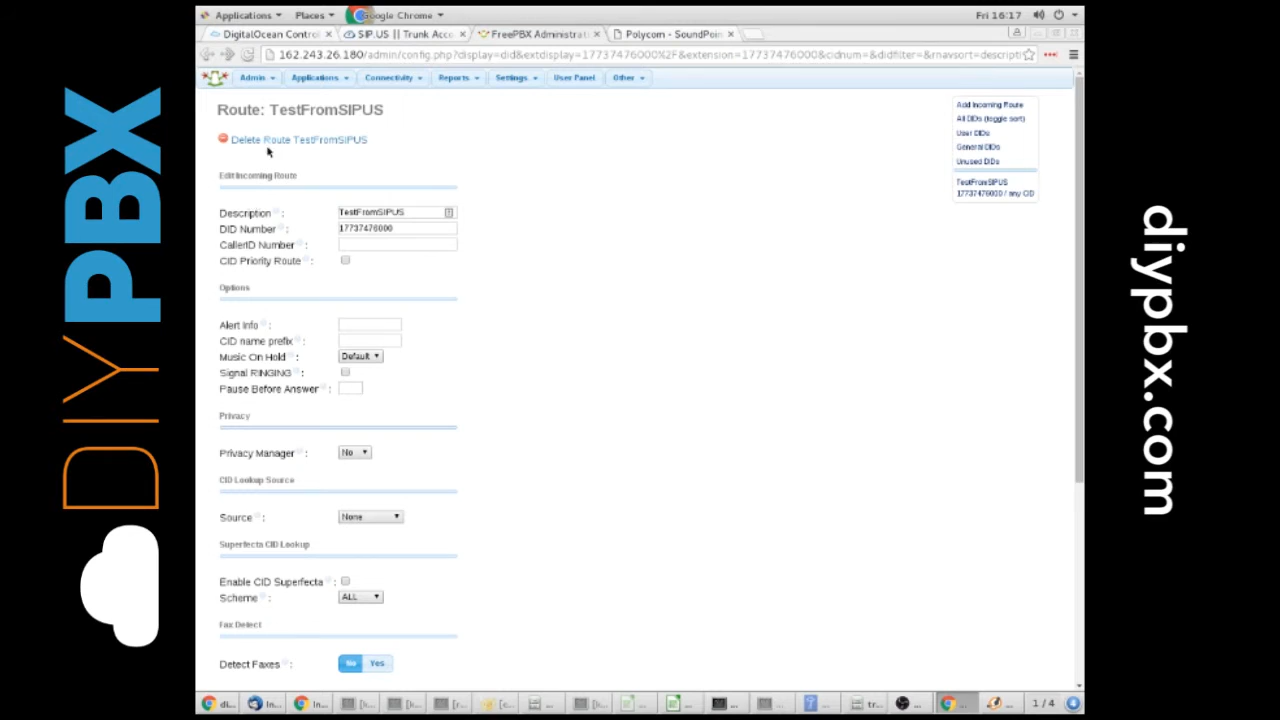 Applications Places Google Chrome Fri 16:17
DigitalOcean Control SIP.US || Trunk Acc FreePBX Administrat Polycom - SoundPoin
162.243.26.180/admin/config.php?display=did&extdisplay=17737476000%2F&extension=17737476000&cidnum=&didfilter=&rnavsort=descripti
Admin Applications Connectivity Reports Settings User Panel Other
Route: TestFromSIPUS
Delete Route TestFromSIPUS
Edit Incoming Route
Description : TestFromSIPUS
DID Number : 17737476000
CallerID Number :
CID Priority Route :
Options
Alert Info :
CID name prefix :
Music On Hold : Default
Signal RINGING :
Pause Before Answer :
Privacy
Privacy Manager : No
CID Lookup Source
Source : None
Superfecta CID Lookup
Enable CID Superfecta :
Scheme : ALL
Fax Detect
Detect Faxes : No Yes
Add Incoming Route
All DIDs (toggle sort)
User DIDs
General DIDs
Unused DIDs
TestFromSIPUS
17737476000 / any CID
1 / 4
4
DIYPBX
diypbx.com